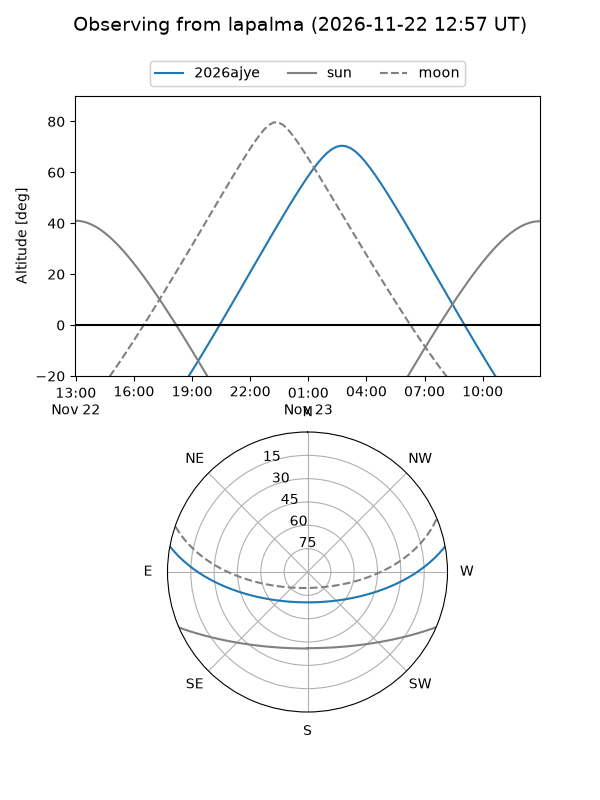 Observing from lapalma (2026-11-22 12:57 UT)
2026ajye sun moon
Altitude [deg]
80
60
40
20
0
−20
13:00 16:00 19:00 22:00 01:00 04:00 07:00 10:00
Nov 22 Nov 23
N
NE NW
15
30
45
60
75
E W
SE SW
S